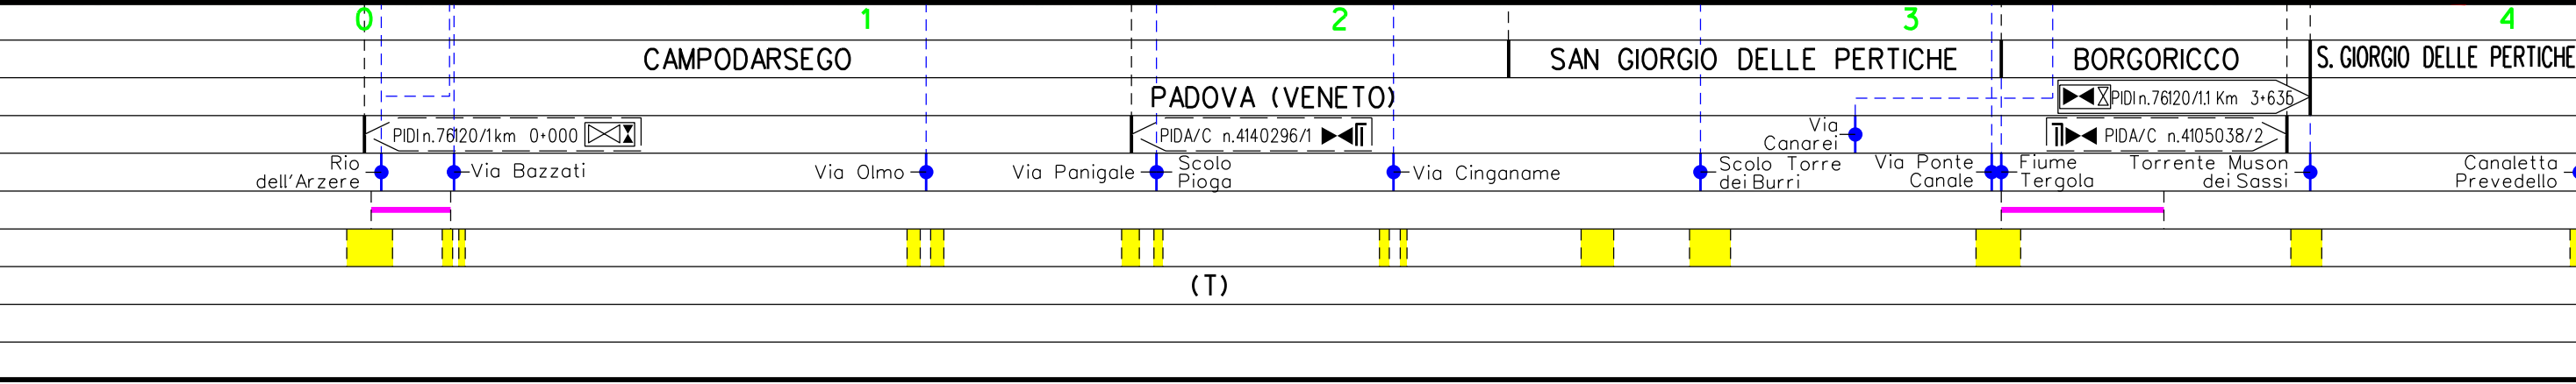 0 1 2 3 4
CAMPODARSEGO SAN GIORGIO DELLE PERTICHE BORGORICCO S. GIORGIO DELLE PERTICHE
PADOVA (VENETO) PIDI n.76120/1.1 Km 3+635
PIDI n.76120/1 km 0+000 PIDA/C n.4140296/1 Via Canarei PIDA/C n.4105038/2
Rio dell'Arzere Via Bazzati Via Olmo Via Panigale Scolo Pioga Via Cinganame Scolo Torre dei Burri Via Ponte Canale Fiume Tergola Torrente Muson dei Sassi Canaletta Prevedello
(T)